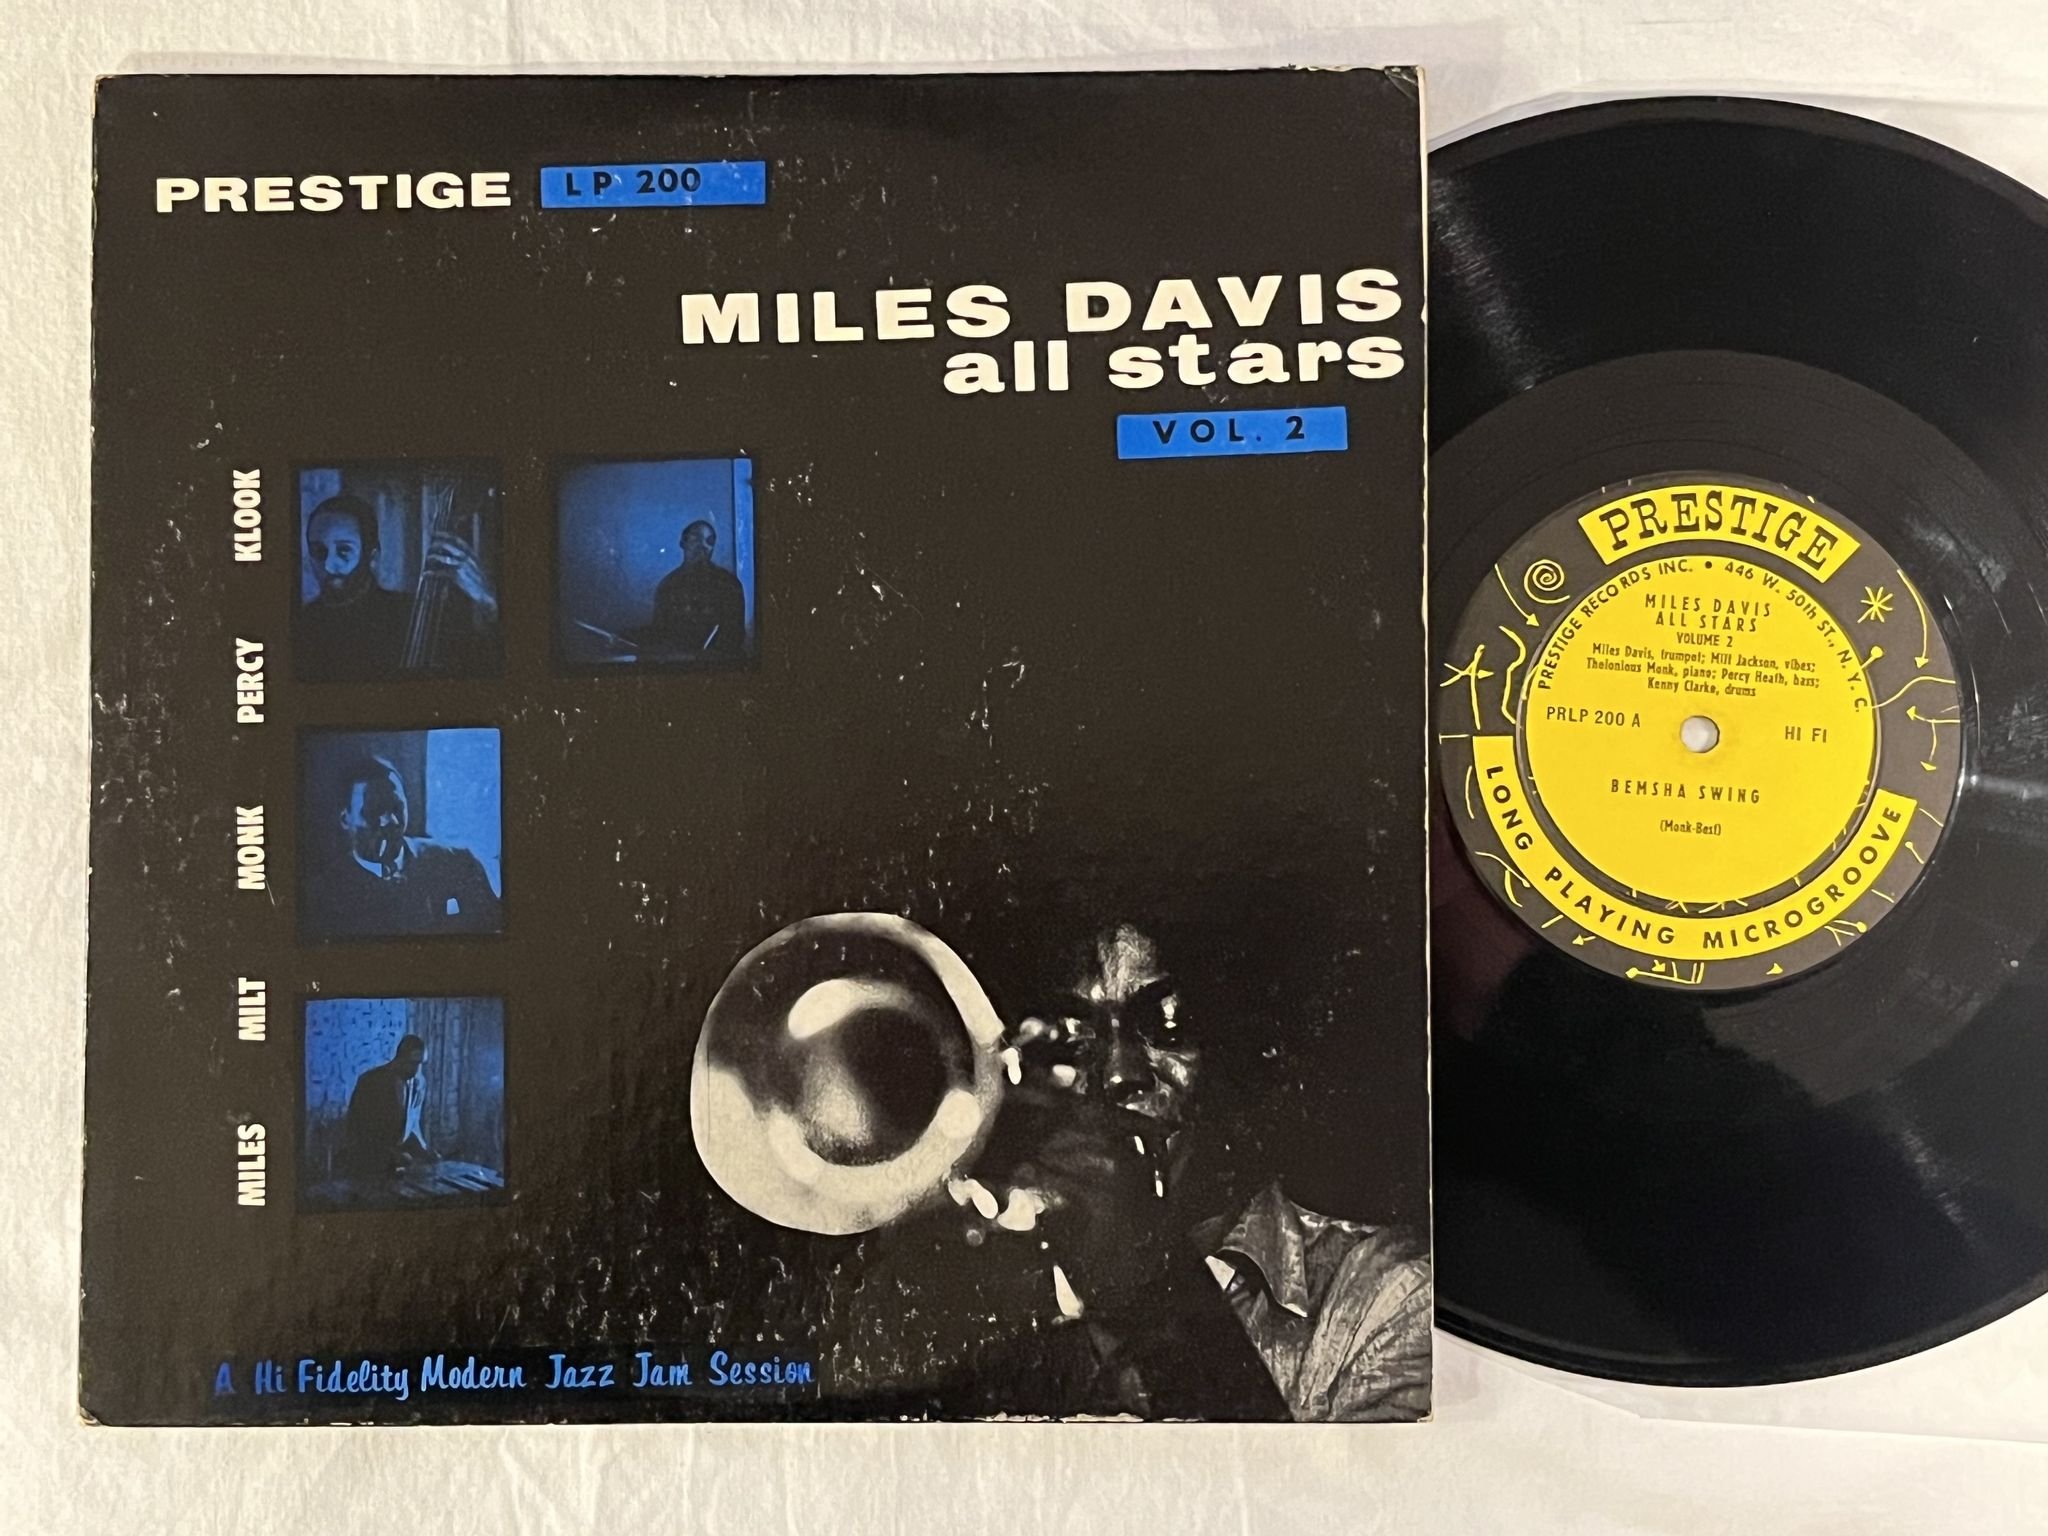 PRESTIGE LP 200
MILES DAVIS
all stars
VOL. 2
KLOOK
PERCY
MONK
MILT
MILES
A Hi Fidelity Modern Jazz Jam Session
PRESTIGE
PRESTIGE RECORDS INC. • 446 W. 50th ST., N. Y. C.
MILES DAVIS
ALL STARS
VOLUME 2
Miles Davis, trumpet; Milt Jackson, vibes;
Thelonious Monk, piano; Percy Heath, bass;
Kenny Clarke, drums
PRLP 200 A HI FI
BEMSHA SWING
(Monk-Best)
LONG PLAYING MICROGROOVE